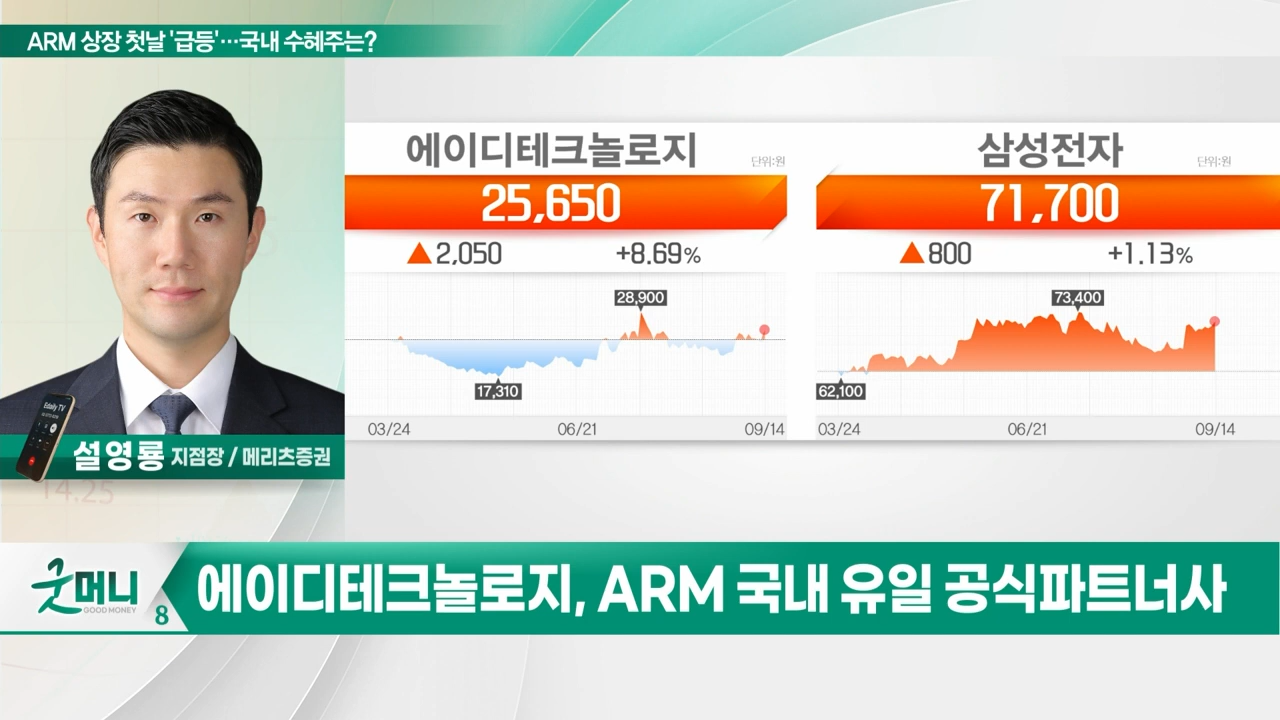 ARM 상장 첫날 '급등'…국내 수혜주는?
에이디테크놀로지
단위:원
25,650
▲2,050 +8.69%
28,900
17,310
03/24 06/21 09/14
삼성전자
단위:원
71,700
▲800 +1.13%
73,400
62,100
03/24 06/21 09/14
Edaily TV
설영룡 지점장 / 메리츠증권
14.25
굿머니
GOOD MONEY
8
에이디테크놀로지, ARM 국내 유일 공식파트너사